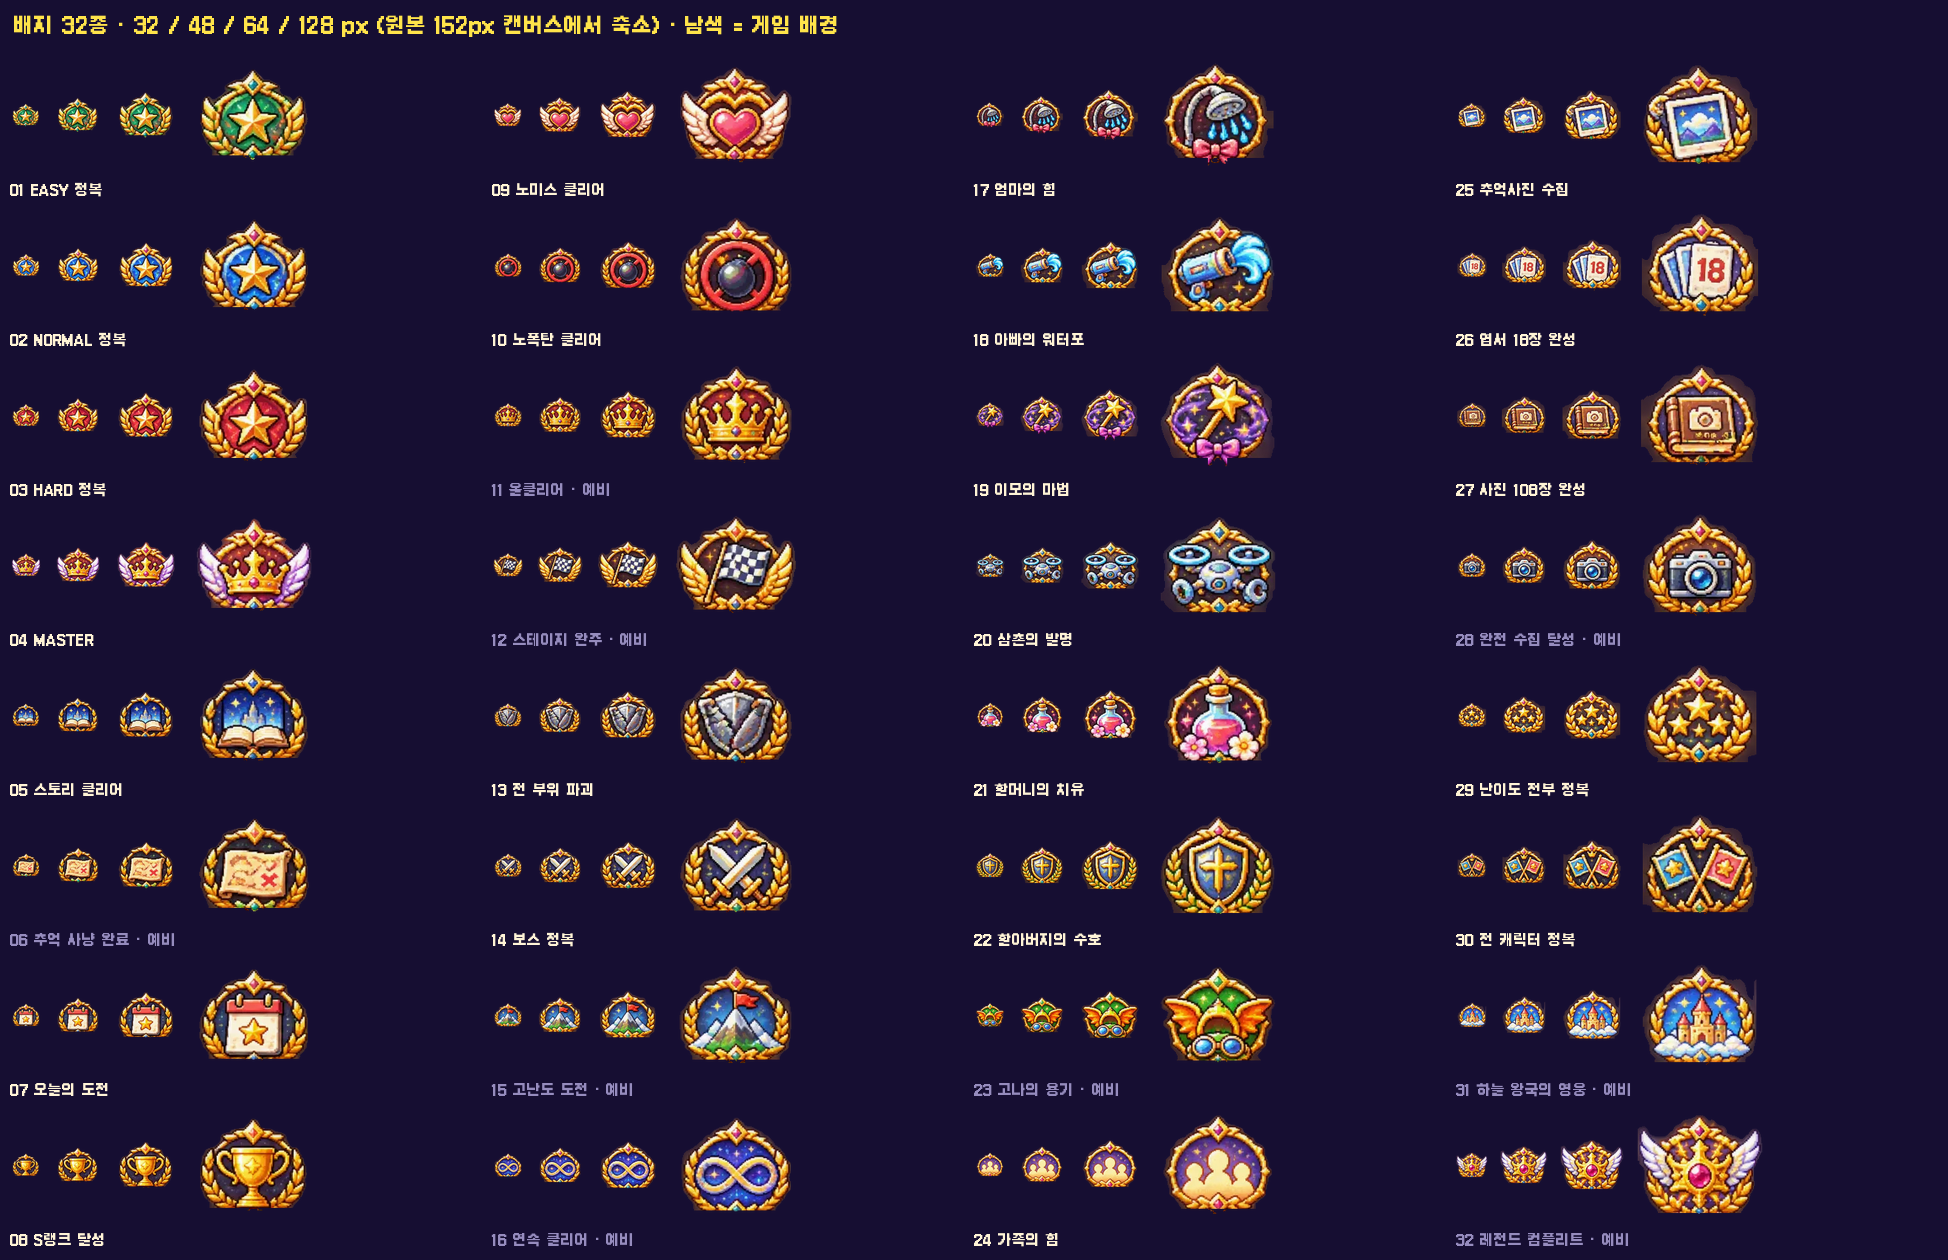 배지 32종 · 32 / 48 / 64 / 128 px (원본 152px 캔버스에서 축소) · 남색 = 게임 배경
01 EASY 정복
09 노미스 클리어
17 엄마의 힘
25 추억사진 수집
18
18
18
02 NORMAL 정복
10 노폭탄 클리어
18 아빠의 워터포
26 엽서 18장 완성
03 HARD 정복
11 올클리어 · 예비
19 이모의 마법
27 사진 108장 완성
04 MASTER
12 스테이지 완주 · 예비
20 삼촌의 발명
28 완전 수집 달성 · 예비
05 스토리 클리어
13 전 부위 파괴
21 할머니의 치유
29 난이도 전부 정복
06 추억 사냥 완료 · 예비
14 보스 정복
22 할아버지의 수호
30 전 캐릭터 정복
07 오늘의 도전
15 고난도 도전 · 예비
23 고나의 용기 · 예비
31 하늘 왕국의 영웅 · 예비
08 S랭크 달성
16 연속 클리어 · 예비
24 가족의 힘
32 레전드 컴플리트 · 예비